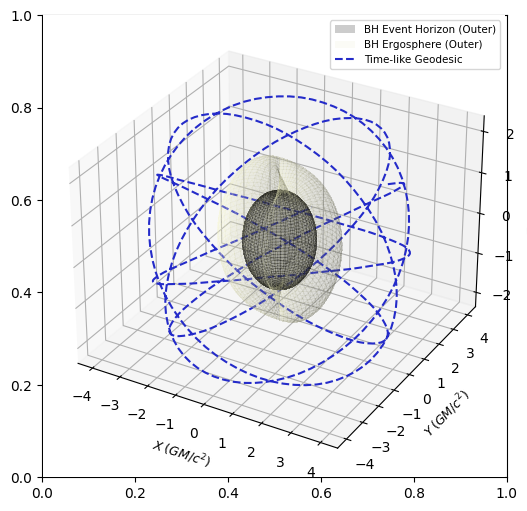 BH Event Horizon (Outer)
BH Ergosphere (Outer)
Time-like Geodesic
1.0
0.8
0.6
0.4
0.2
0.0
0.0 0.2 0.4 0.6 0.8 1.0
2
1
0
−1
−2
4
3
2
1
0
−1
−2
−3
−4
Y (GM/c²)
−4 −3 −2 −1 0 1 2 3 4
X (GM/c²)